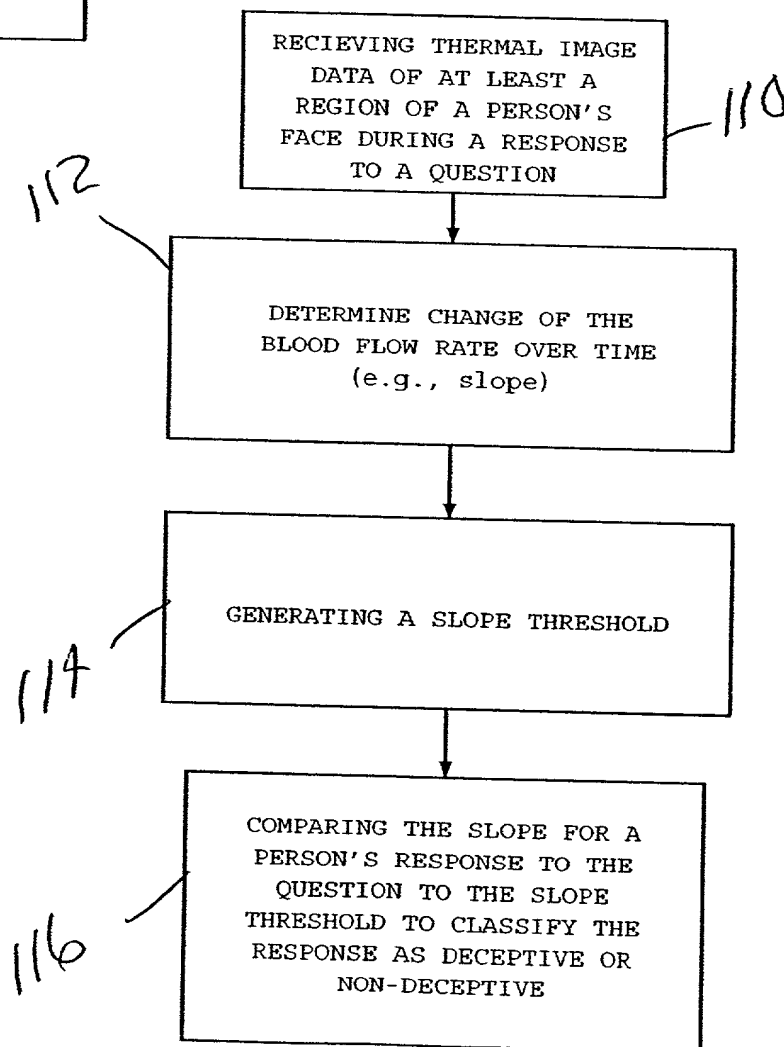 RECIEVING THERMAL IMAGE
DATA OF AT LEAST A
REGION OF A PERSON'S
FACE DURING A RESPONSE
TO A QUESTION
110
112
DETERMINE CHANGE OF THE
BLOOD FLOW RATE OVER TIME
(e.g., slope)
GENERATING A SLOPE THRESHOLD
114
COMPARING THE SLOPE FOR A
PERSON'S RESPONSE TO THE
QUESTION TO THE SLOPE
THRESHOLD TO CLASSIFY THE
RESPONSE AS DECEPTIVE OR
NON-DECEPTIVE
116